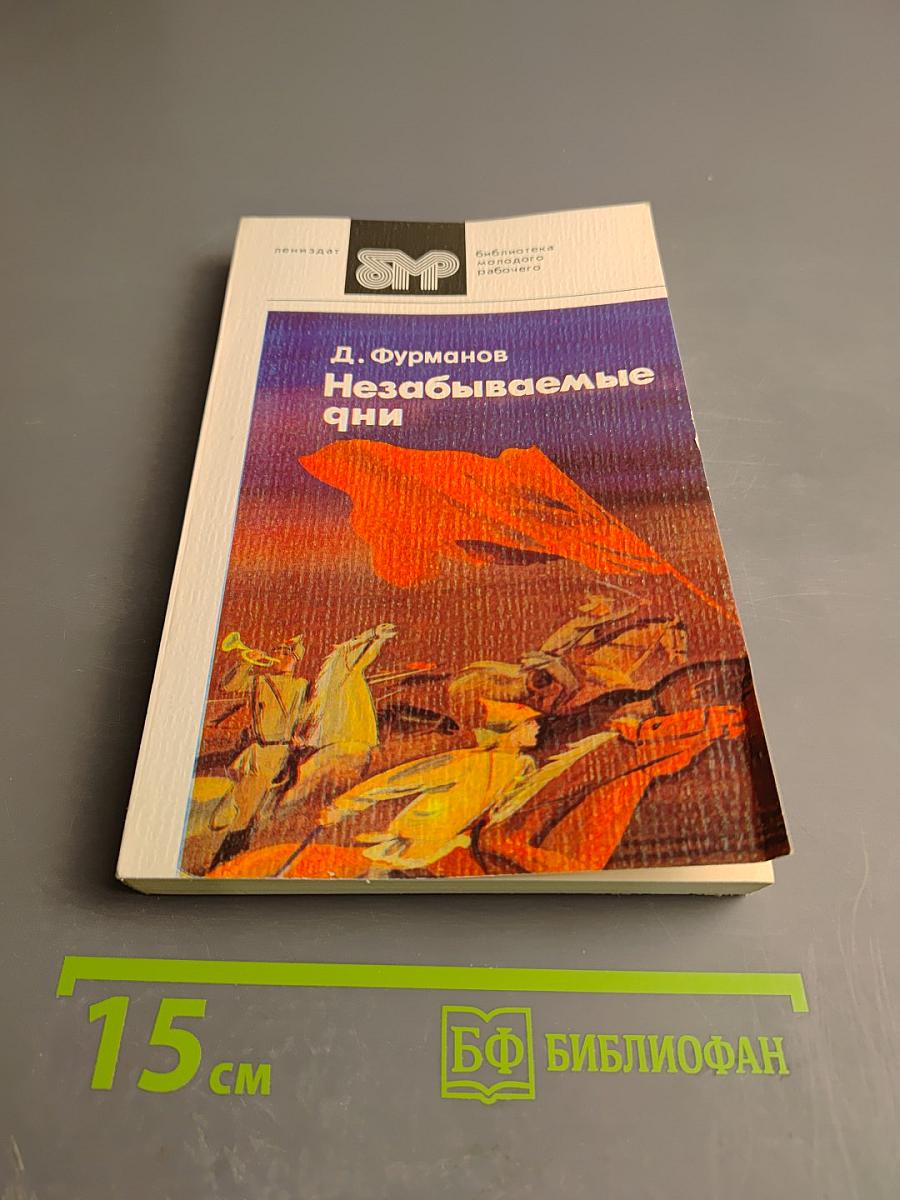 лениздат
бмр
библиотека
молодого
рабочего
Д. Фурманов
Незабываемые
дни
15 см
БФ БИБЛИОФАН